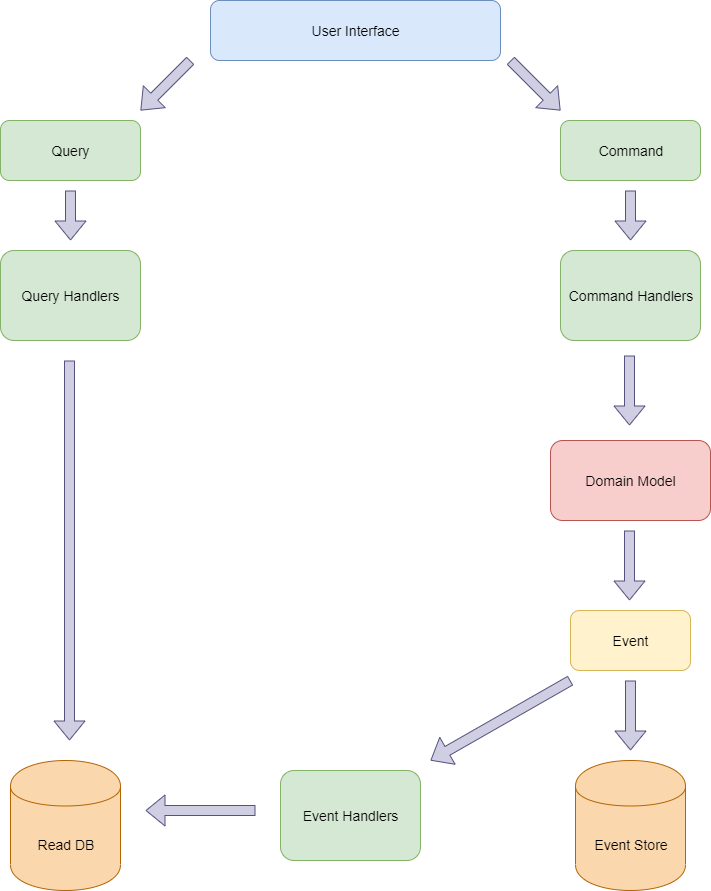 User Interface
Query
Command
Query Handlers
Command Handlers
Domain Model
Event
Event Handlers
Read DB
Event Store